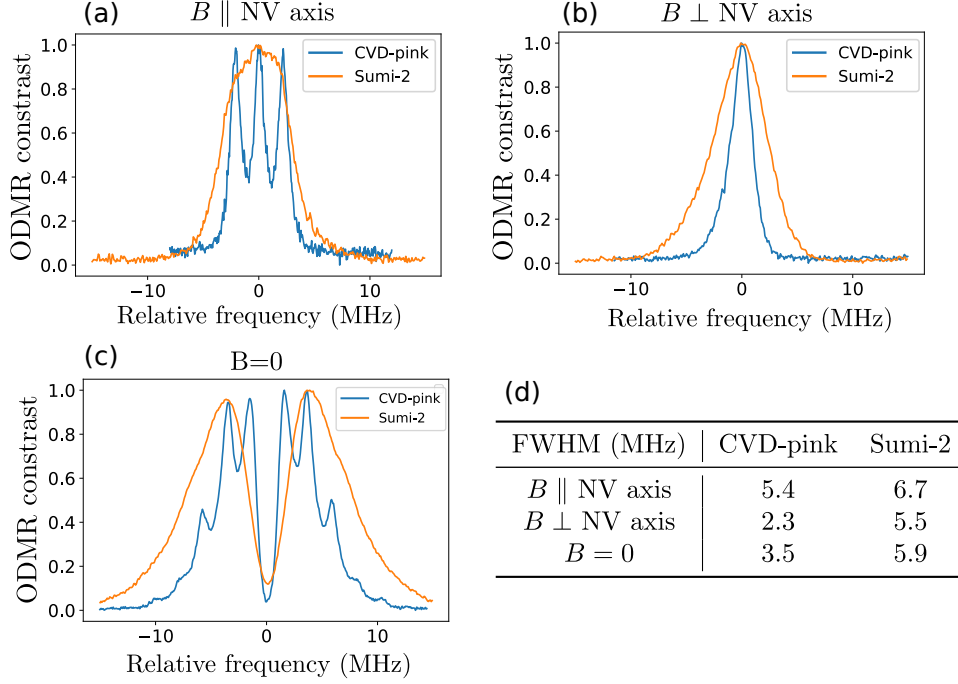 (a)
B ∥ NV axis
ODMR constrast
1.0
0.8
0.6
0.4
0.2
0.0
CVD-pink
Sumi-2
−10
0
10
Relative frequency (MHz)
(b)
B ⊥ NV axis
ODMR constrast
1.0
0.8
0.6
0.4
0.2
0.0
CVD-pink
Sumi-2
−10
0
10
Relative frequency (MHz)
(c)
B=0
ODMR constrast
1.0
0.8
0.6
0.4
0.2
0.0
CVD-pink
Sumi-2
−10
0
10
Relative frequency (MHz)
(d)
FWHM (MHz) CVD-pink Sumi-2
B ∥ NV axis 5.4 6.7
B ⊥ NV axis 2.3 5.5
B = 0 3.5 5.9